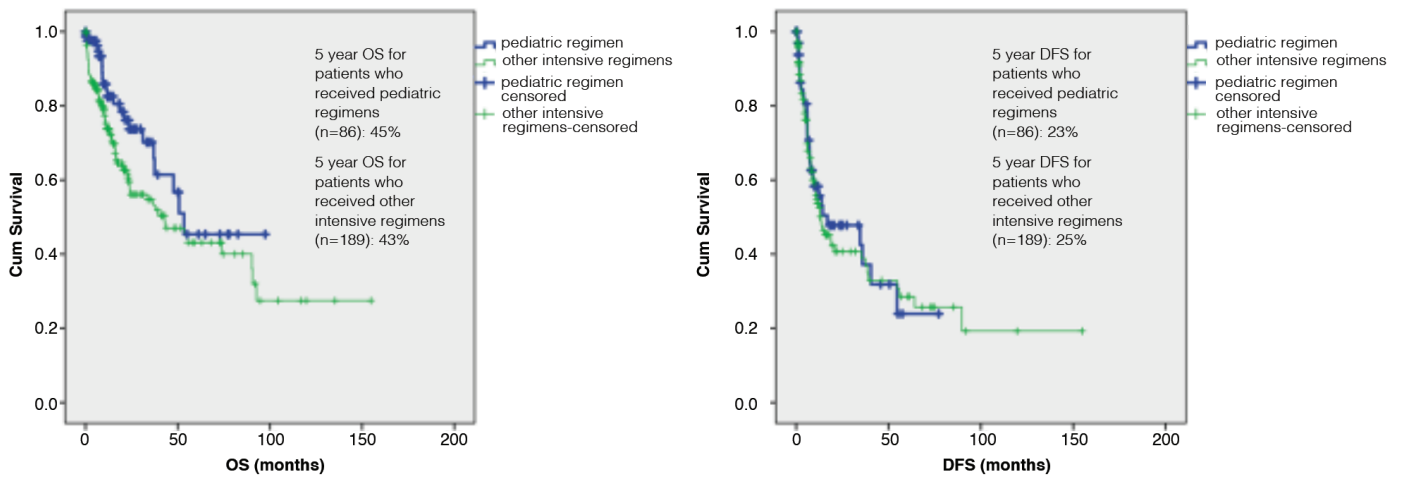 1.0
0.8
0.6
0.4
0.2
0.0
Cum Survival
0
50
100
150
200
OS (months)
5 year OS for
patients who
received pediatric
regimens
(n=86): 45%
5 year OS for
patients who
received other
intensive regimens
(n=189): 43%
pediatric regimen
other intensive regimens
pediatric regimen
censored
other intensive
regimens-censored
1.0
0.8
0.6
0.4
0.2
0.0
Cum Survival
0
50
100
150
200
DFS (months)
5 year DFS for
patients who
received pediatric
regimens
(n=86): 23%
5 year DFS for
patients who
received other
intensive regimens
(n=189): 25%
pediatric regimen
other intensive regimens
pediatric regimen
censored
other intensive
regimens-censored